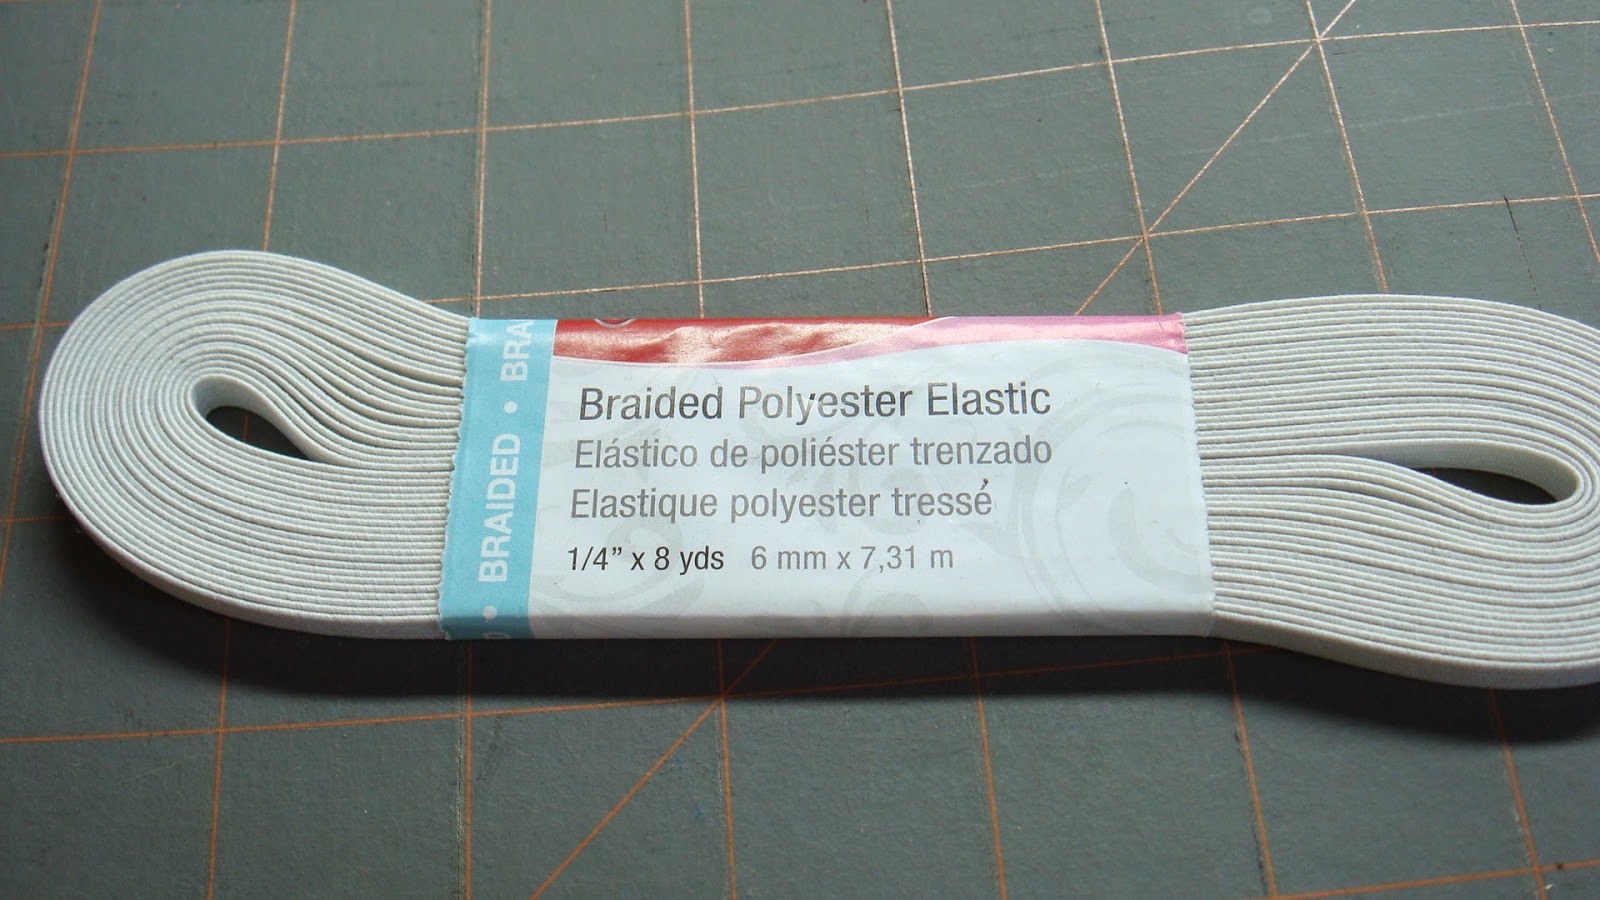 Braided Polyester Elastic
Elástico de poliéster trenzado
Elastique polyester tressé
1/4” x 8 yds 6 mm x 7,31 m
• BRAIDED • BRA